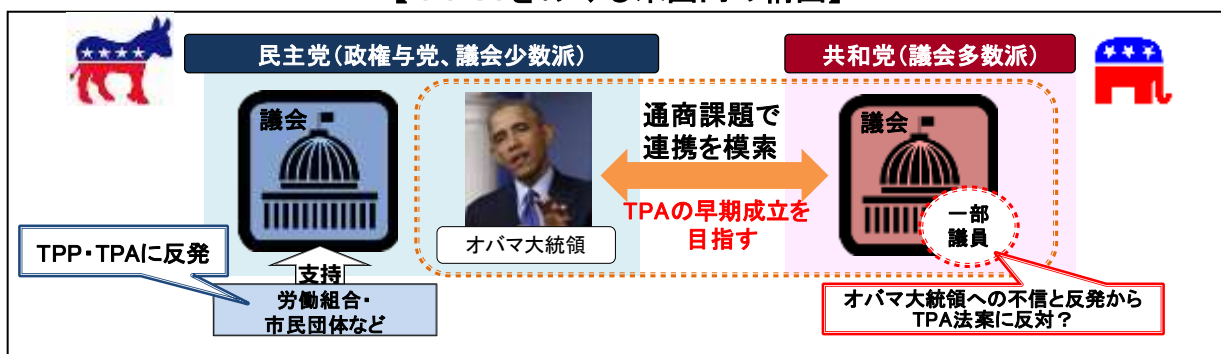 民主党(政権与党、議会少数派)
共和党(議会多数派)
議会
通商課題で
連携を模索
議会
TPAの早期成立を
目指す
一部
議員
オバマ大統領
TPP・TPAに反発
支持
労働組合・
市民団体など
オバマ大統領への不信と反発から
TPA法案に反対？